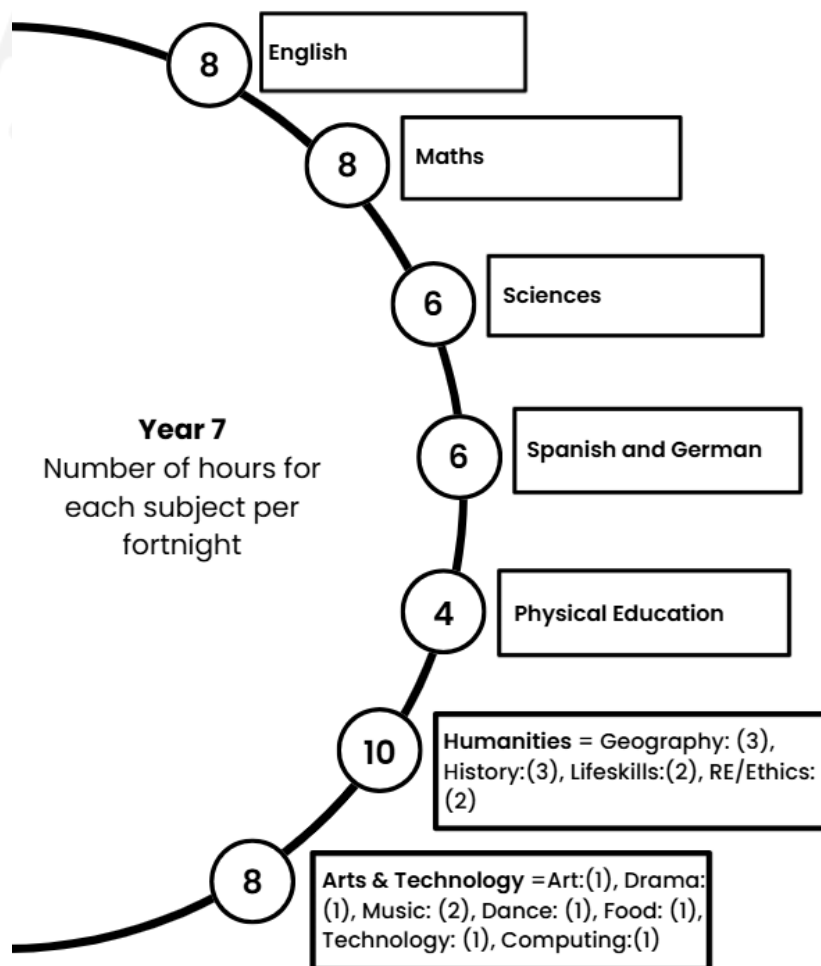 8
English
8
Maths
6
Sciences
Year 7
Number of hours for
each subject per
fortnight
6
Spanish and German
4
Physical Education
10
Humanities = Geography: (3),
History:(3), Lifeskills:(2), RE/Ethics:
(2)
8
Arts & Technology =Art:(1), Drama:
(1), Music: (2), Dance: (1), Food: (1),
Technology: (1), Computing:(1)